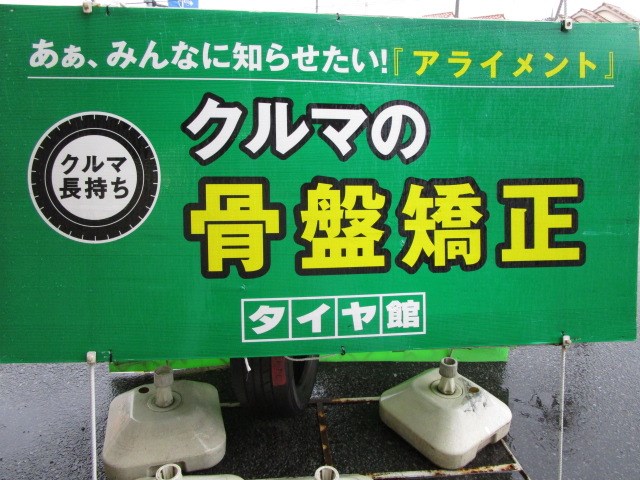 あぁ、みんなに知らせたい!『アライメント』
クルマの
骨盤矯正
クルマ
長持ち
タイヤ館